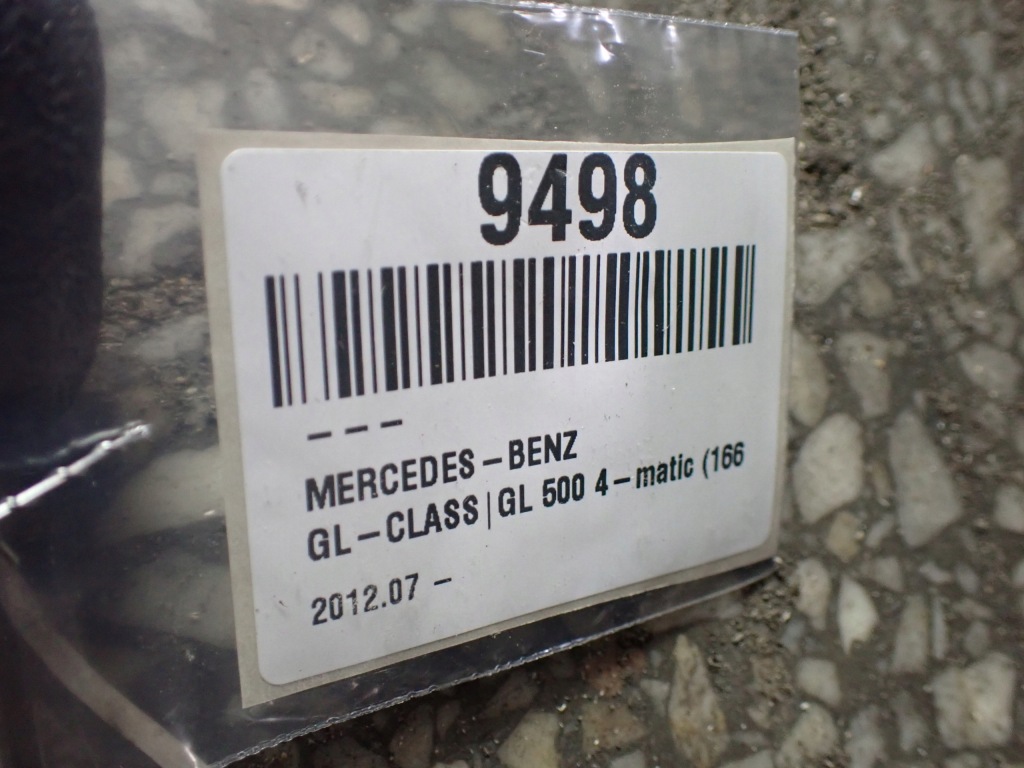 9498
- - -
MERCEDES-BENZ
GL-CLASS|GL 500 4-matic (166
2012.07 -